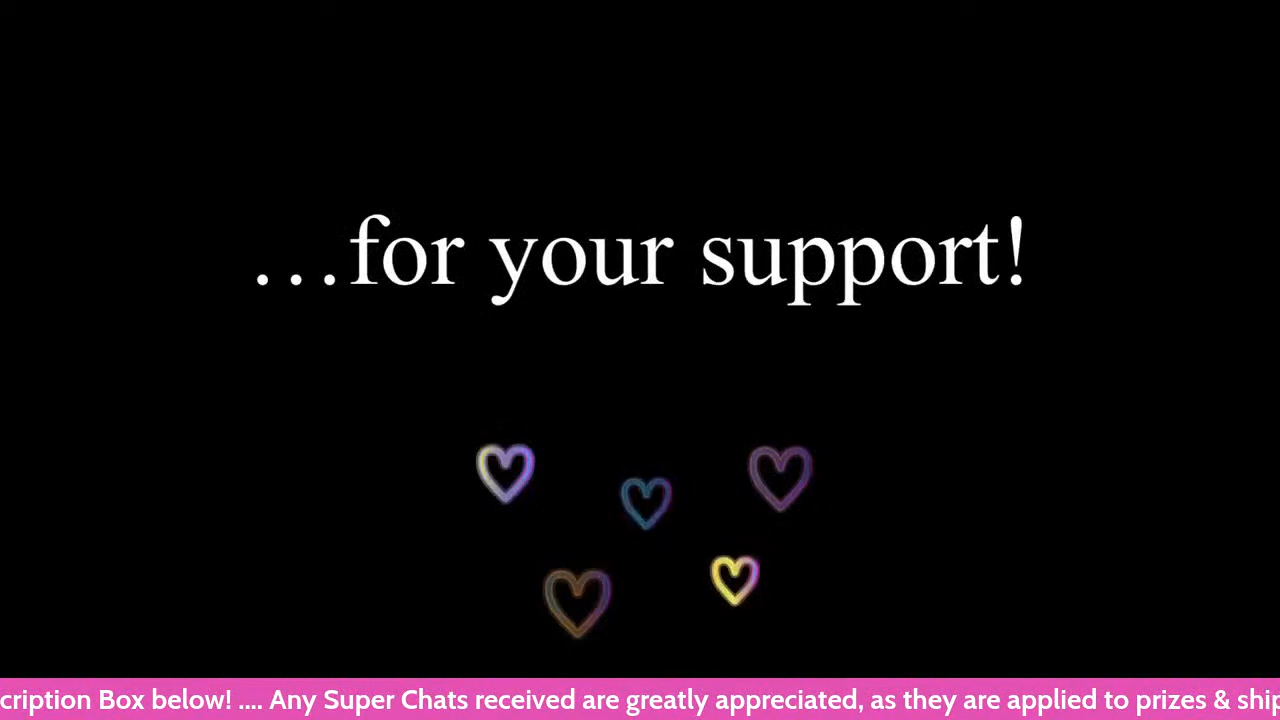 …for your support!
cription Box below! .... Any Super Chats received are greatly appreciated, as they are applied to prizes & ship